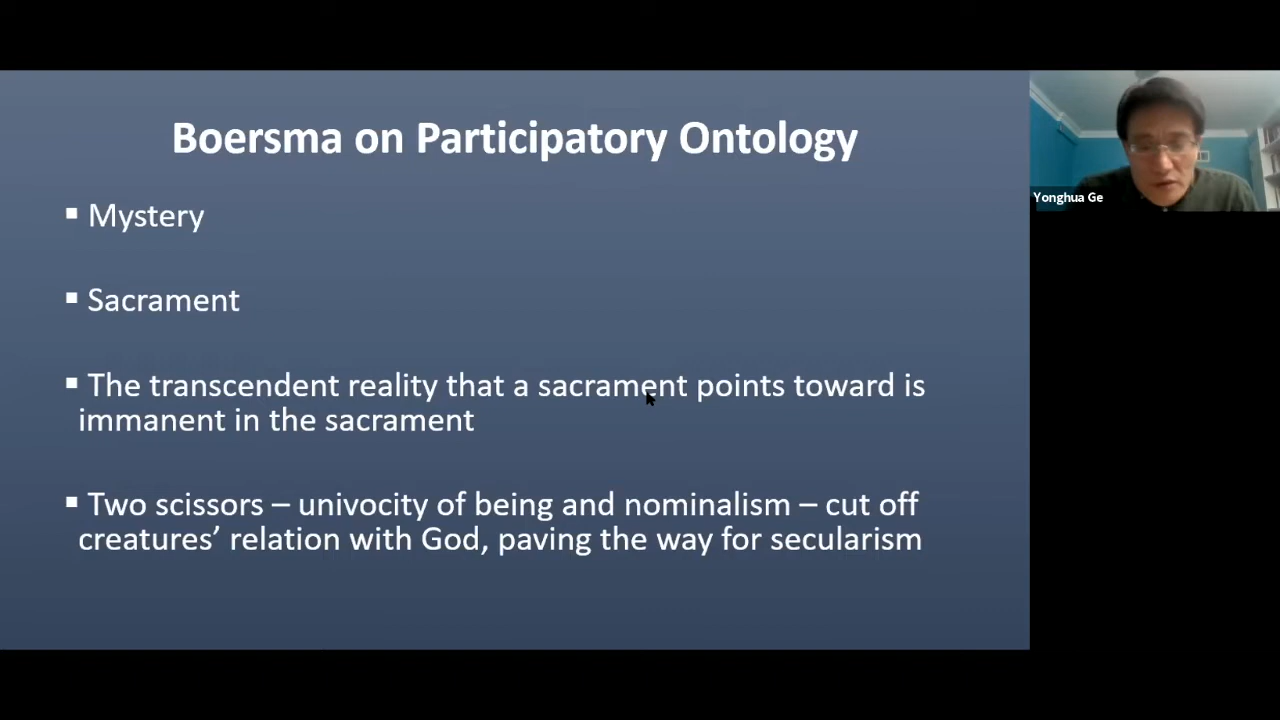 Boersma on Participatory Ontology
▪ Mystery
▪ Sacrament
▪ The transcendent reality that a sacrament points toward is
immanent in the sacrament
▪ Two scissors – univocity of being and nominalism – cut off
creatures’ relation with God, paving the way for secularism
Yonghua Ge